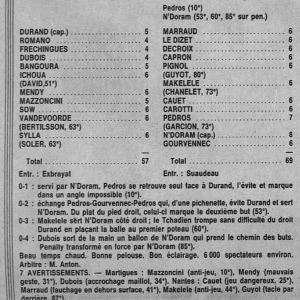 Pedros (10°)
N'Doram (53°, 60°, 85° sur pen.)
DURAND (cap.) 5
ROMANO 4
FRECHINGUES 4
DUBOIS 4
BANGOURA 5
ICHOUA 6
(DAVID, 51°)
MENDY 6
MAZZONCINI 5
SOW 6
VANDEVOORDE 6
(BERTILSSON, 63°)
SYLLA 6
(SOLER, 63°)
Total 57
Entr. : Exbrayat
MARRAUD 6
LE DIZET 6
DECROIX 6
CAPRON 6
PIGNOL 6
(GUYOT, 80°)
MAKELELE 6
(CHANELET, 73°)
CAUET 6
CAROTTI 6
PEDROS 7
(GARCION, 73°)
N'DORAM (cap.) 8
GOURVENNEC 6
Total 69
Entr. : Suaudeau
0-1 : servi par N'Doram, Pedros se retrouve seul face à Durand, l'évite et marque
dans un angle impossible (10°).
0-2 : échange Pedros-Gourvennec-Pedros qui, d'une pichenette, évite Durand et sert
N'Doram. Du plat du pied droit, celui-ci marque le deuxième but (53°).
0-3 : Makelele sert N'Doram côté droit ; le Tchadien trompe sans difficulté du droit
Durand en plaçant la balle au premier poteau (60°).
0-4 : Dubois sort de la main un ballon de N'Doram qui prend le chemin des buts.
Penalty transformé en force par N'Doram (85°).
Beau temps chaud. Bonne pelouse. Bon éclairage. 6 000 spectateurs environ.
Arbitre : M. Anton.
7 AVERTISSEMENTS. — Martigues : Mazzoncini (anti-jeu, 10°), Mendy (mauvais
geste, 31°), Dubois (accrochage maillot, 34°). Nantes : Cauet (jeu dangereux, 25°),
Marraud (fauchage en dehors surface, 41°), Makelele (anti-jeu, 44°), Guyot (tacle par
derrière, 87°).